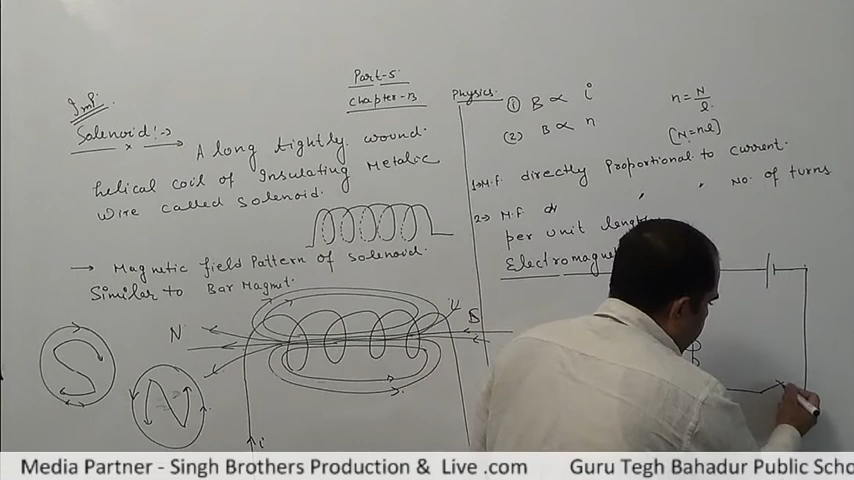 Imp.
Part-5
Chapter-13
Physics.
Solenoid:->
A long tightly wound
helical coil of Insulating Metalic
wire called Solenoid.
-> Magnetic field Pattern of Solenoid.
Similar to Bar Magnut.
N
S
i
S
N
(1) B ∝ i
(2) B ∝ n
n = N/l
[N = nl]
1-> M.F. directly Proportional to current.
2-> M.F d " " No. of turns
per unit length
Electromagne
Media Partner - Singh Brothers Production & Live .com
Guru Tegh Bahadur Public Scho